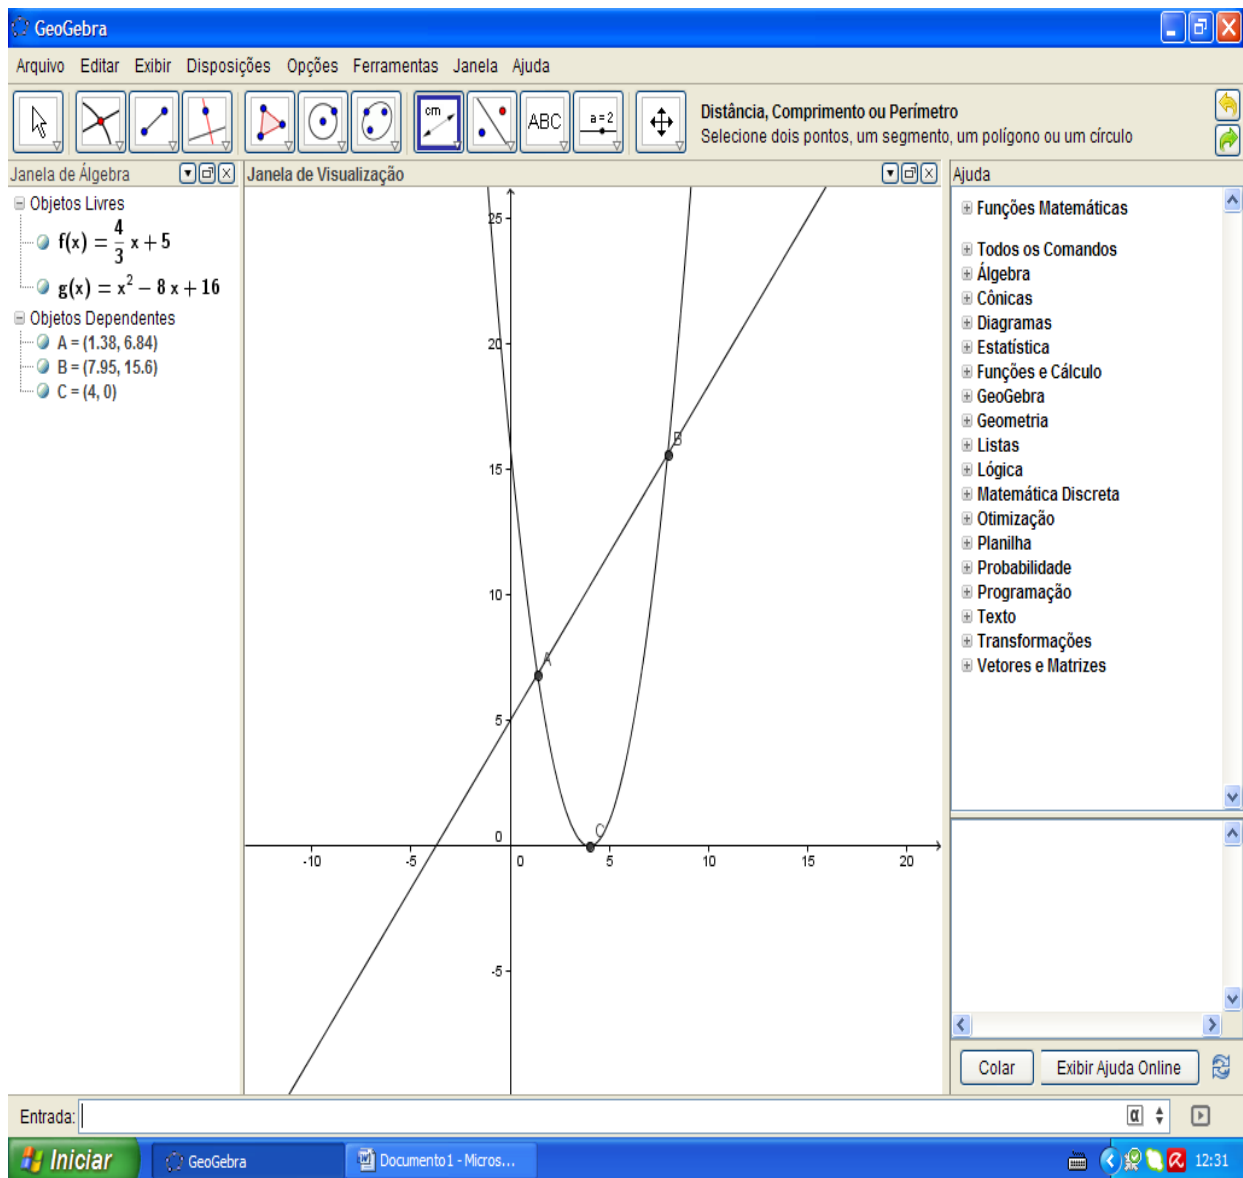 GeoGebra
Arquivo Editar Exibir Disposições Opções Ferramentas Janela Ajuda
cm
ABC
a = 2
Distância, Comprimento ou Perímetro
Selecione dois pontos, um segmento, um polígono ou um círculo
Janela de Álgebra
Objetos Livres
f(x) = 4/3 x + 5
g(x) = x² − 8 x + 16
Objetos Dependentes
A = (1.38, 6.84)
B = (7.95, 15.6)
C = (4, 0)
Janela de Visualização
25
20
15
10
5
0
-5
-10 -5 0 5 10 15 20
A
B
C
Ajuda
Funções Matemáticas
Todos os Comandos
Álgebra
Cônicas
Diagramas
Estatística
Funções e Cálculo
GeoGebra
Geometria
Listas
Lógica
Matemática Discreta
Otimização
Planilha
Probabilidade
Programação
Texto
Transformações
Vetores e Matrizes
Colar Exibir Ajuda Online
Entrada:
α
Iniciar GeoGebra Documento1 - Micros... 12:31